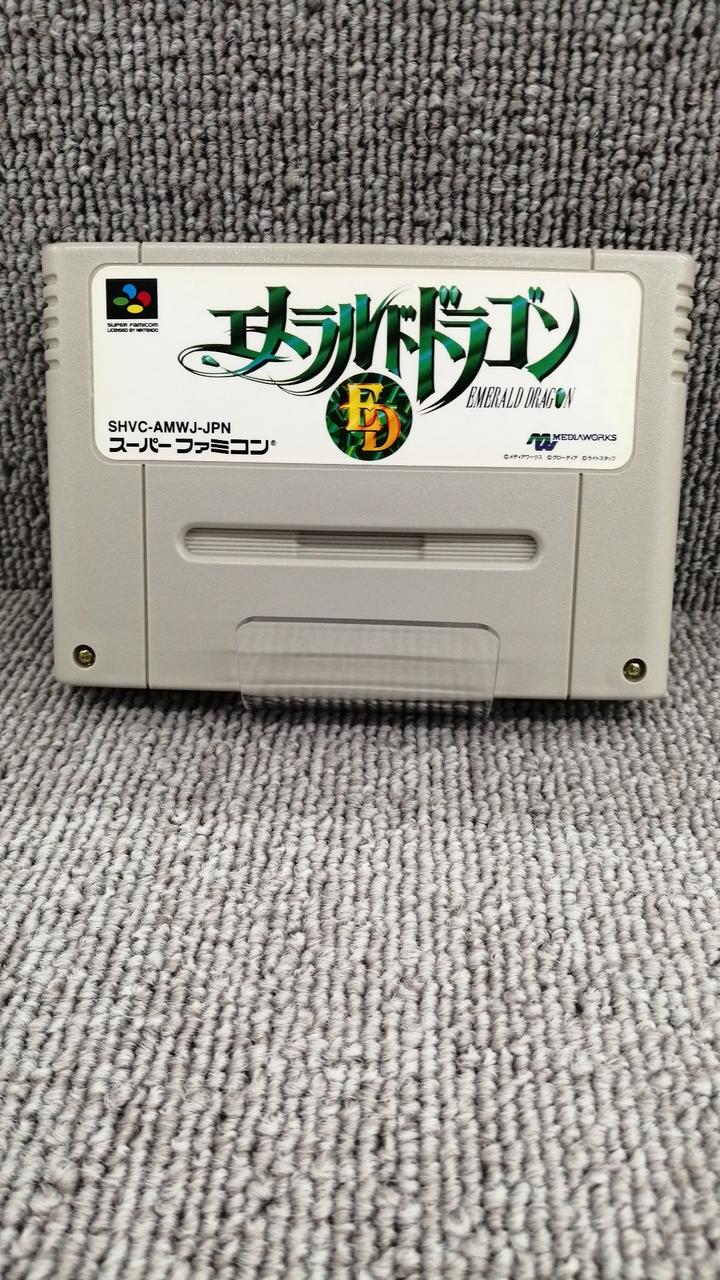 SUPER FAMICOM
LICENSED BY NINTENDO
エメラルドドラゴン
EMERALD DRAGON
ED
SHVC-AMWJ-JPN
スーパーファミコン®
MW MEDIAWORKS
©メディアワークス ©グローディア ©ライトスタッフ